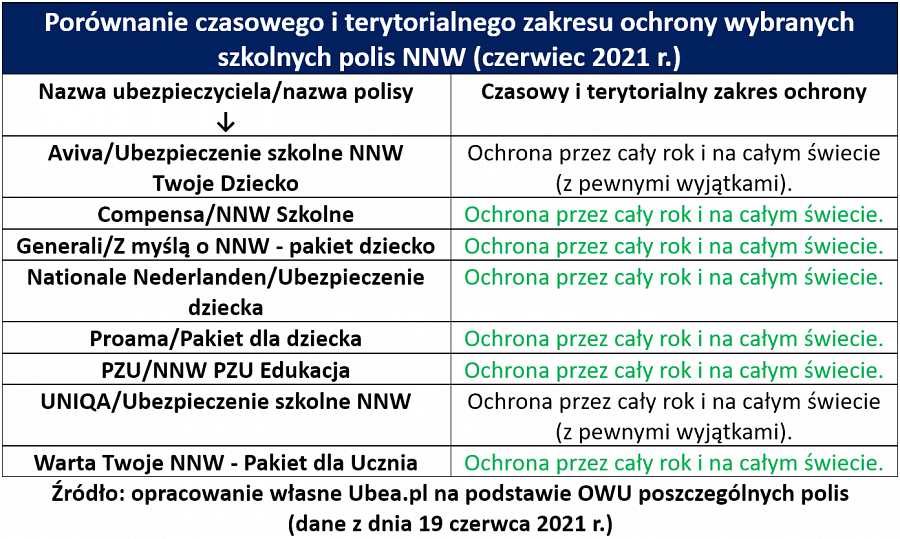 Porównanie czasowego i terytorialnego zakresu ochrony wybranych
szkolnych polis NNW (czerwiec 2021 r.)
Nazwa ubezpieczyciela/nazwa polisy
↓
Czasowy i terytorialny zakres ochrony
Aviva/Ubezpieczenie szkolne NNW
Twoje Dziecko
Ochrona przez cały rok i na całym świecie
(z pewnymi wyjątkami).
Compensa/NNW Szkolne
Ochrona przez cały rok i na całym świecie.
Generali/Z myślą o NNW - pakiet dziecko
Ochrona przez cały rok i na całym świecie.
Nationale Nederlanden/Ubezpieczenie
dziecka
Ochrona przez cały rok i na całym świecie.
Proama/Pakiet dla dziecka
Ochrona przez cały rok i na całym świecie.
PZU/NNW PZU Edukacja
Ochrona przez cały rok i na całym świecie.
UNIQA/Ubezpieczenie szkolne NNW
Ochrona przez cały rok i na całym świecie
(z pewnymi wyjątkami).
Warta Twoje NNW - Pakiet dla Ucznia
Ochrona przez cały rok i na całym świecie.
Źródło: opracowanie własne Ubea.pl na podstawie OWU poszczególnych polis
(dane z dnia 19 czerwca 2021 r.)